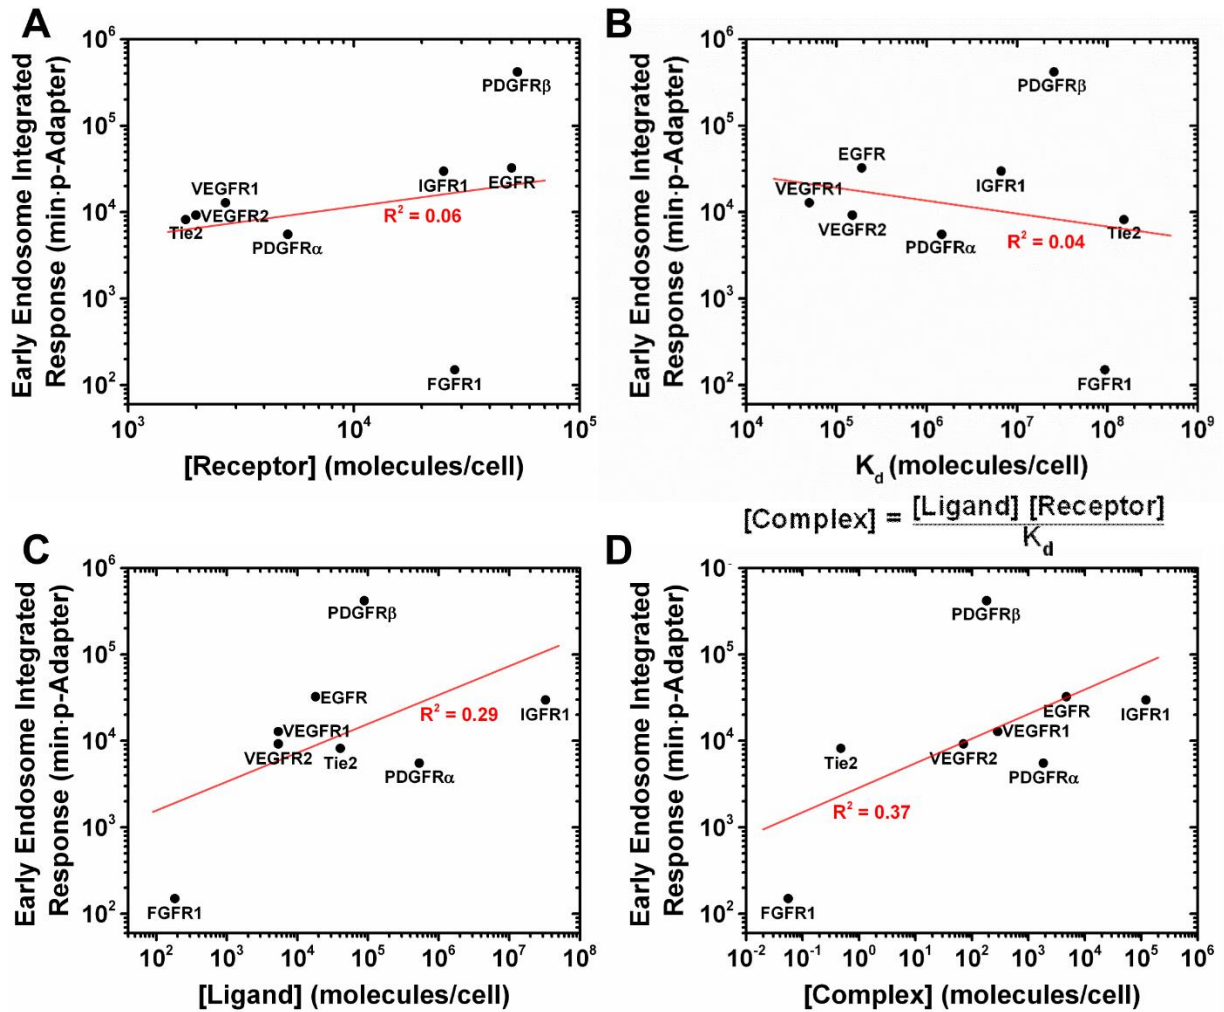 A
Early Endosome Integrated
Response (min·p-Adapter)
10⁶
10⁵
10⁴
10³
10²
PDGFRβ
IGFR1
EGFR
VEGFR1
VEGFR2
Tie2
PDGFRα
R² = 0.06
FGFR1
10³
10⁴
10⁵
[Receptor] (molecules/cell)
B
Early Endosome Integrated
Response (min·p-Adapter)
10⁶
10⁵
10⁴
10³
10²
PDGFRβ
EGFR
VEGFR1
IGFR1
VEGFR2
PDGFRα
Tie2
R² = 0.04
FGFR1
10⁴
10⁵
10⁶
10⁷
10⁸
10⁹
K_d (molecules/cell)
[Complex] = [Ligand] [Receptor]
K_d
C
Early Endosome Integrated
Response (min·p-Adapter)
10⁶
10⁵
10⁴
10³
10²
PDGFRβ
EGFR
IGFR1
R² = 0.29
VEGFR1
VEGFR2
Tie2
PDGFRα
FGFR1
10²
10³
10⁴
10⁵
10⁶
10⁷
10⁸
[Ligand] (molecules/cell)
D
Early Endosome Integrated
Response (min·p-Adapter)
10⁵
10⁴
10³
10²
PDGFRβ
EGFR
IGFR1
VEGFR1
VEGFR2
Tie2
PDGFRα
R² = 0.37
FGFR1
10⁻²
10⁻¹
10⁰
10¹
10²
10³
10⁴
10⁵
10⁶
[Complex] (molecules/cell)